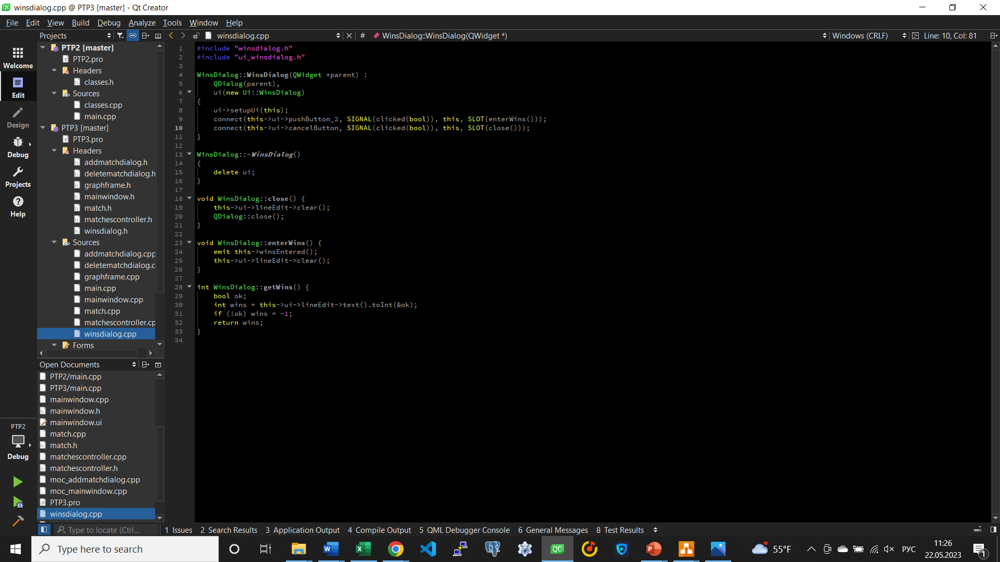 winsdialog.cpp @ PTP3 [master] - Qt Creator
File Edit View Build Debug Analyze Tools Window Help
Projects
winsdialog.cpp
#
WinsDialog::WinsDialog(QWidget *)
Windows (CRLF)
Line: 10, Col: 81
Welcome
Edit
Design
Debug
Projects
Help
PTP2
Debug
PTP2 [master]
PTP2.pro
Headers
classes.h
Sources
classes.cpp
main.cpp
PTP3 [master]
PTP3.pro
Headers
addmatchdialog.h
deletematchdialog.h
graphframe.h
mainwindow.h
match.h
matchescontroller.h
winsdialog.h
Sources
addmatchdialog.cpp
deletematchdialog.c
graphframe.cpp
main.cpp
mainwindow.cpp
match.cpp
matchescontroller.cp
winsdialog.cpp
Forms
Open Documents
PTP2/main.cpp
PTP3/main.cpp
mainwindow.cpp
mainwindow.h
mainwindow.ui
match.cpp
match.h
matchescontroller.cpp
matchescontroller.h
moc_addmatchdialog.cpp
moc_mainwindow.cpp
PTP3.pro
winsdialog.cpp
1 #include "winsdialog.h"
2 #include "ui_winsdialog.h"
3
4 WinsDialog::WinsDialog(QWidget *parent) :
5     QDialog(parent),
6     ui(new Ui::WinsDialog)
7 {
8     ui->setupUi(this);
9     connect(this->ui->pushButton_2, SIGNAL(clicked(bool)), this, SLOT(enterWins()));
10     connect(this->ui->cancelButton, SIGNAL(clicked(bool)), this, SLOT(close()));
11 }
12
13 WinsDialog::~WinsDialog()
14 {
15     delete ui;
16 }
17
18 void WinsDialog::close() {
19     this->ui->lineEdit->clear();
20     QDialog::close();
21 }
22
23 void WinsDialog::enterWins() {
24     emit this->winsEntered();
25     this->ui->lineEdit->clear();
26 }
27
28 int WinsDialog::getWins() {
29     bool ok;
30     int wins = this->ui->lineEdit->text().toInt(&ok);
31     if (!ok) wins = -1;
32     return wins;
33 }
34
Type to locate (Ctrl...
1 Issues 2 Search Results 3 Application Output 4 Compile Output 5 QML Debugger Console 6 General Messages 8 Test Results
Type here to search
55°F
РУС
11:26
22.05.2023
1